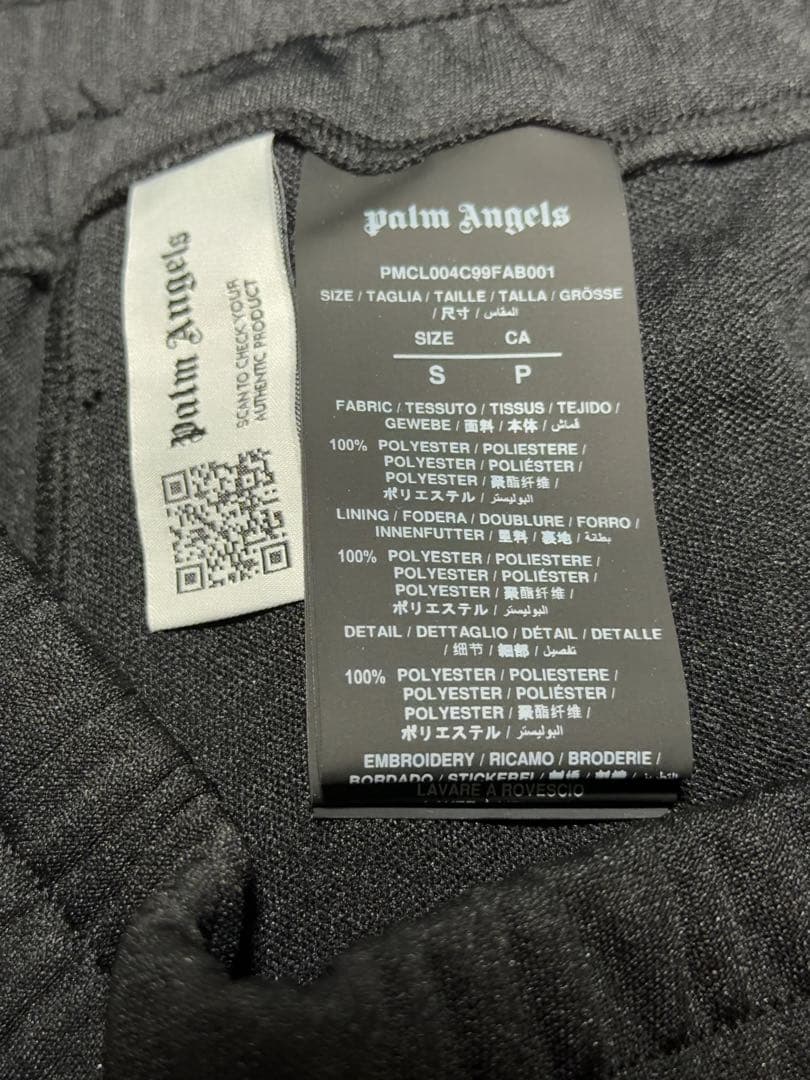 Palm Angels
SCAN TO CHECK YOUR
AUTHENTIC PRODUCT
Palm Angels
PMCL004C99FAB001
SIZE / TAGLIA / TAILLE / TALLA / GRÖSSE
/ 尺寸 / المقاس /
SIZE CA
S P
FABRIC / TESSUTO / TISSUS / TEJIDO /
GEWEBE / 面料 / 本体 / قماش /
100% POLYESTER / POLIESTERE /
POLYESTER / POLIÉSTER /
POLYESTER / 聚酯纤维 /
ポリエステル / البوليستر /
LINING / FODERA / DOUBLURE / FORRO /
INNENFUTTER / 里料 / 裏地 / بطانة /
100% POLYESTER / POLIESTERE /
POLYESTER / POLIÉSTER /
POLYESTER / 聚酯纤维 /
ポリエステル / البوليستر /
DETAIL / DETTAGLIO / DÉTAIL / DETALLE
/ 细节 / 細部 / تفصيل /
100% POLYESTER / POLIESTERE /
POLYESTER / POLIÉSTER /
POLYESTER / 聚酯纤维 /
ポリエステル / البوليستر /
EMBROIDERY / RICAMO / BRODERIE /
BORDADO / STICKEREI /
LAVARE A ROVESCIO